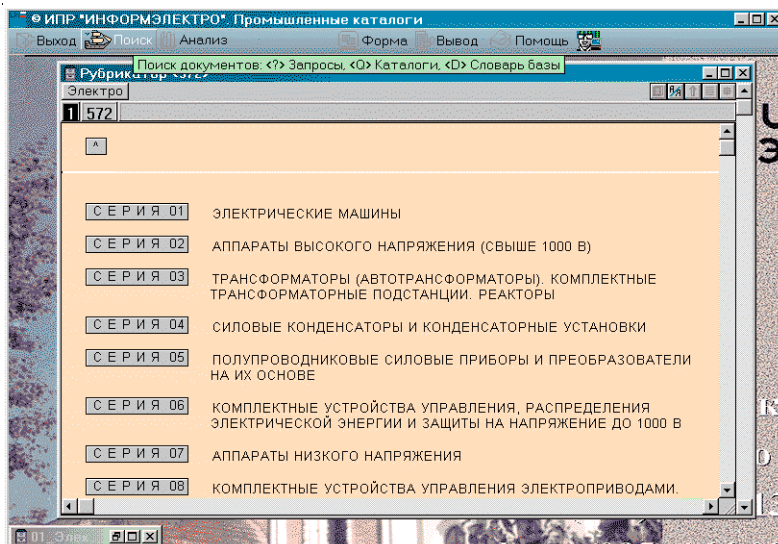 © ИПР "ИНФОРМЭЛЕКТРО". Промышленные каталоги
Выход Поиск Анализ Форма Вывод Помощь
Поиск документов: <?> Запросы, <Q> Каталоги, <D> Словарь базы
Рубрикатор <572>
Электро
1 572
^
СЕРИЯ 01 ЭЛЕКТРИЧЕСКИЕ МАШИНЫ
СЕРИЯ 02 АППАРАТЫ ВЫСОКОГО НАПРЯЖЕНИЯ (СВЫШЕ 1000 В)
СЕРИЯ 03 ТРАНСФОРМАТОРЫ (АВТОТРАНСФОРМАТОРЫ). КОМПЛЕКТНЫЕ
ТРАНСФОРМАТОРНЫЕ ПОДСТАНЦИИ. РЕАКТОРЫ
СЕРИЯ 04 СИЛОВЫЕ КОНДЕНСАТОРЫ И КОНДЕНСАТОРНЫЕ УСТАНОВКИ
СЕРИЯ 05 ПОЛУПРОВОДНИКОВЫЕ СИЛОВЫЕ ПРИБОРЫ И ПРЕОБРАЗОВАТЕЛИ
НА ИХ ОСНОВЕ
СЕРИЯ 06 КОМПЛЕКТНЫЕ УСТРОЙСТВА УПРАВЛЕНИЯ, РАСПРЕДЕЛЕНИЯ
ЭЛЕКТРИЧЕСКОЙ ЭНЕРГИИ И ЗАЩИТЫ НА НАПРЯЖЕНИЕ ДО 1000 В
СЕРИЯ 07 АППАРАТЫ НИЗКОГО НАПРЯЖЕНИЯ
СЕРИЯ 08 КОМПЛЕКТНЫЕ УСТРОЙСТВА УПРАВЛЕНИЯ ЭЛЕКТРОПРИВОДАМИ.
01 Элек